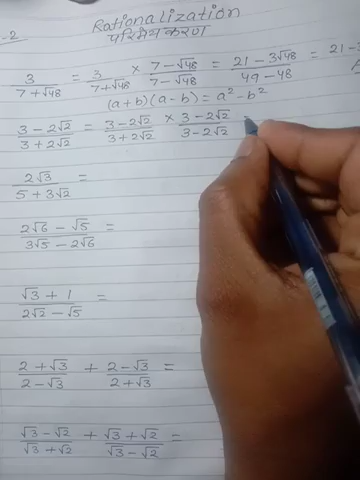 -2
Rationalization
परिमेयकरण
3/(7+√48) = 3/(7+√48) × (7-√48)/(7-√48) = (21-3√48)/(49-48) = 21-
(a+b)(a-b) = a²-b²
(3-2√2)/(3+2√2) = (3-2√2)/(3+2√2) × (3-2√2)/(3-2√2)
2√3/(5+3√2) =
(2√6-√5)/(3√5-2√6) =
(√3+1)/(2√2-√5) =
(2+√3)/(2-√3) + (2-√3)/(2+√3) =
(√3-√2)/(√3+√2) + (√3+√2)/(√3-√2) =